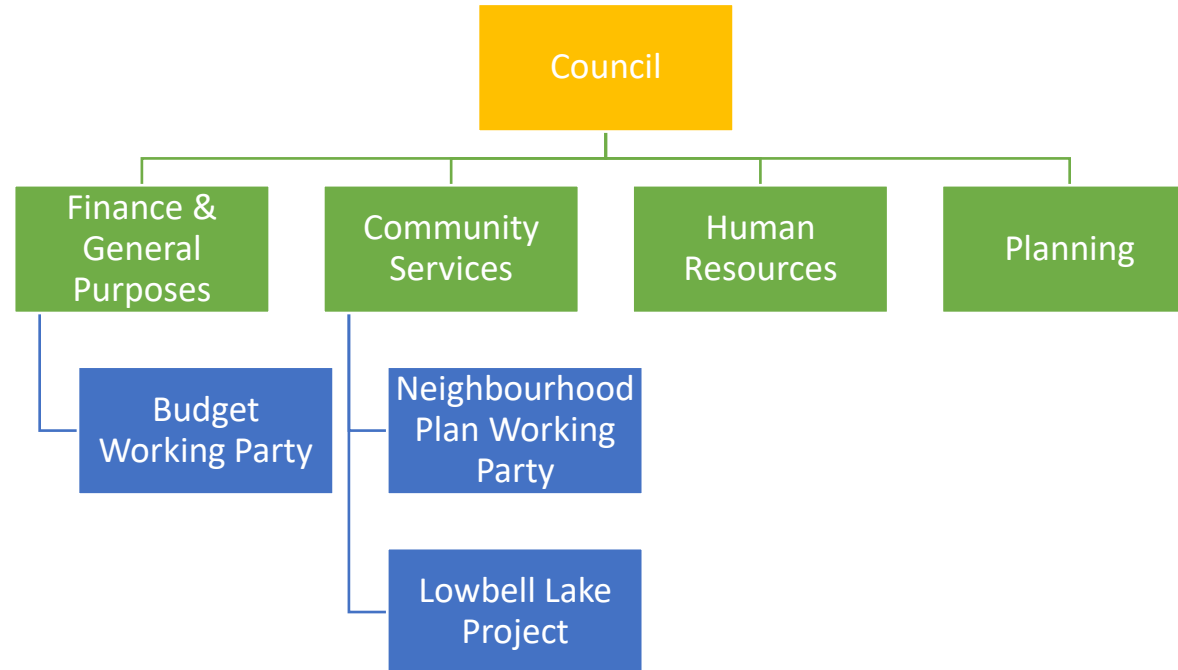 Council
Finance &
General
Purposes
Community
Services
Human
Resources
Planning
Budget
Working Party
Neighbourhood
Plan Working
Party
Lowbell Lake
Project